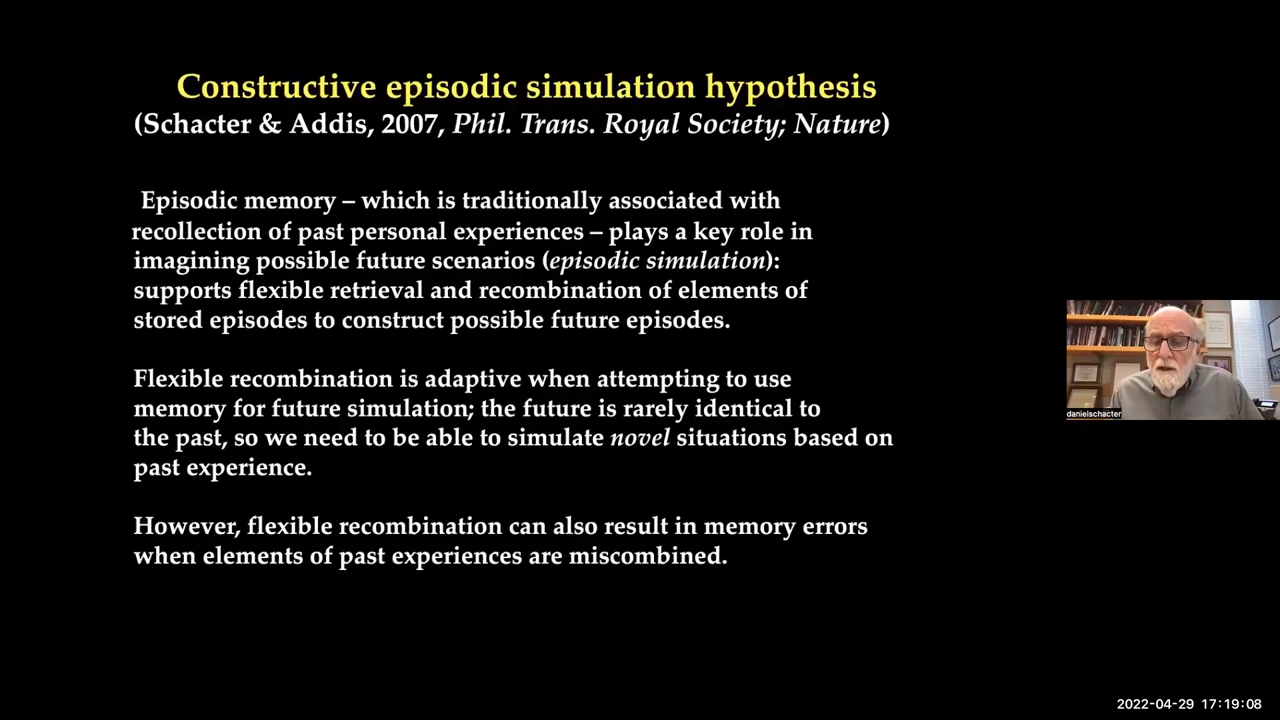 Constructive episodic simulation hypothesis
(Schacter & Addis, 2007, Phil. Trans. Royal Society; Nature)
Episodic memory – which is traditionally associated with
recollection of past personal experiences – plays a key role in
imagining possible future scenarios (episodic simulation):
supports flexible retrieval and recombination of elements of
stored episodes to construct possible future episodes.
Flexible recombination is adaptive when attempting to use
memory for future simulation; the future is rarely identical to
the past, so we need to be able to simulate novel situations based on
past experience.
However, flexible recombination can also result in memory errors
when elements of past experiences are miscombined.
danielschacter
2022-04-29 17:19:08